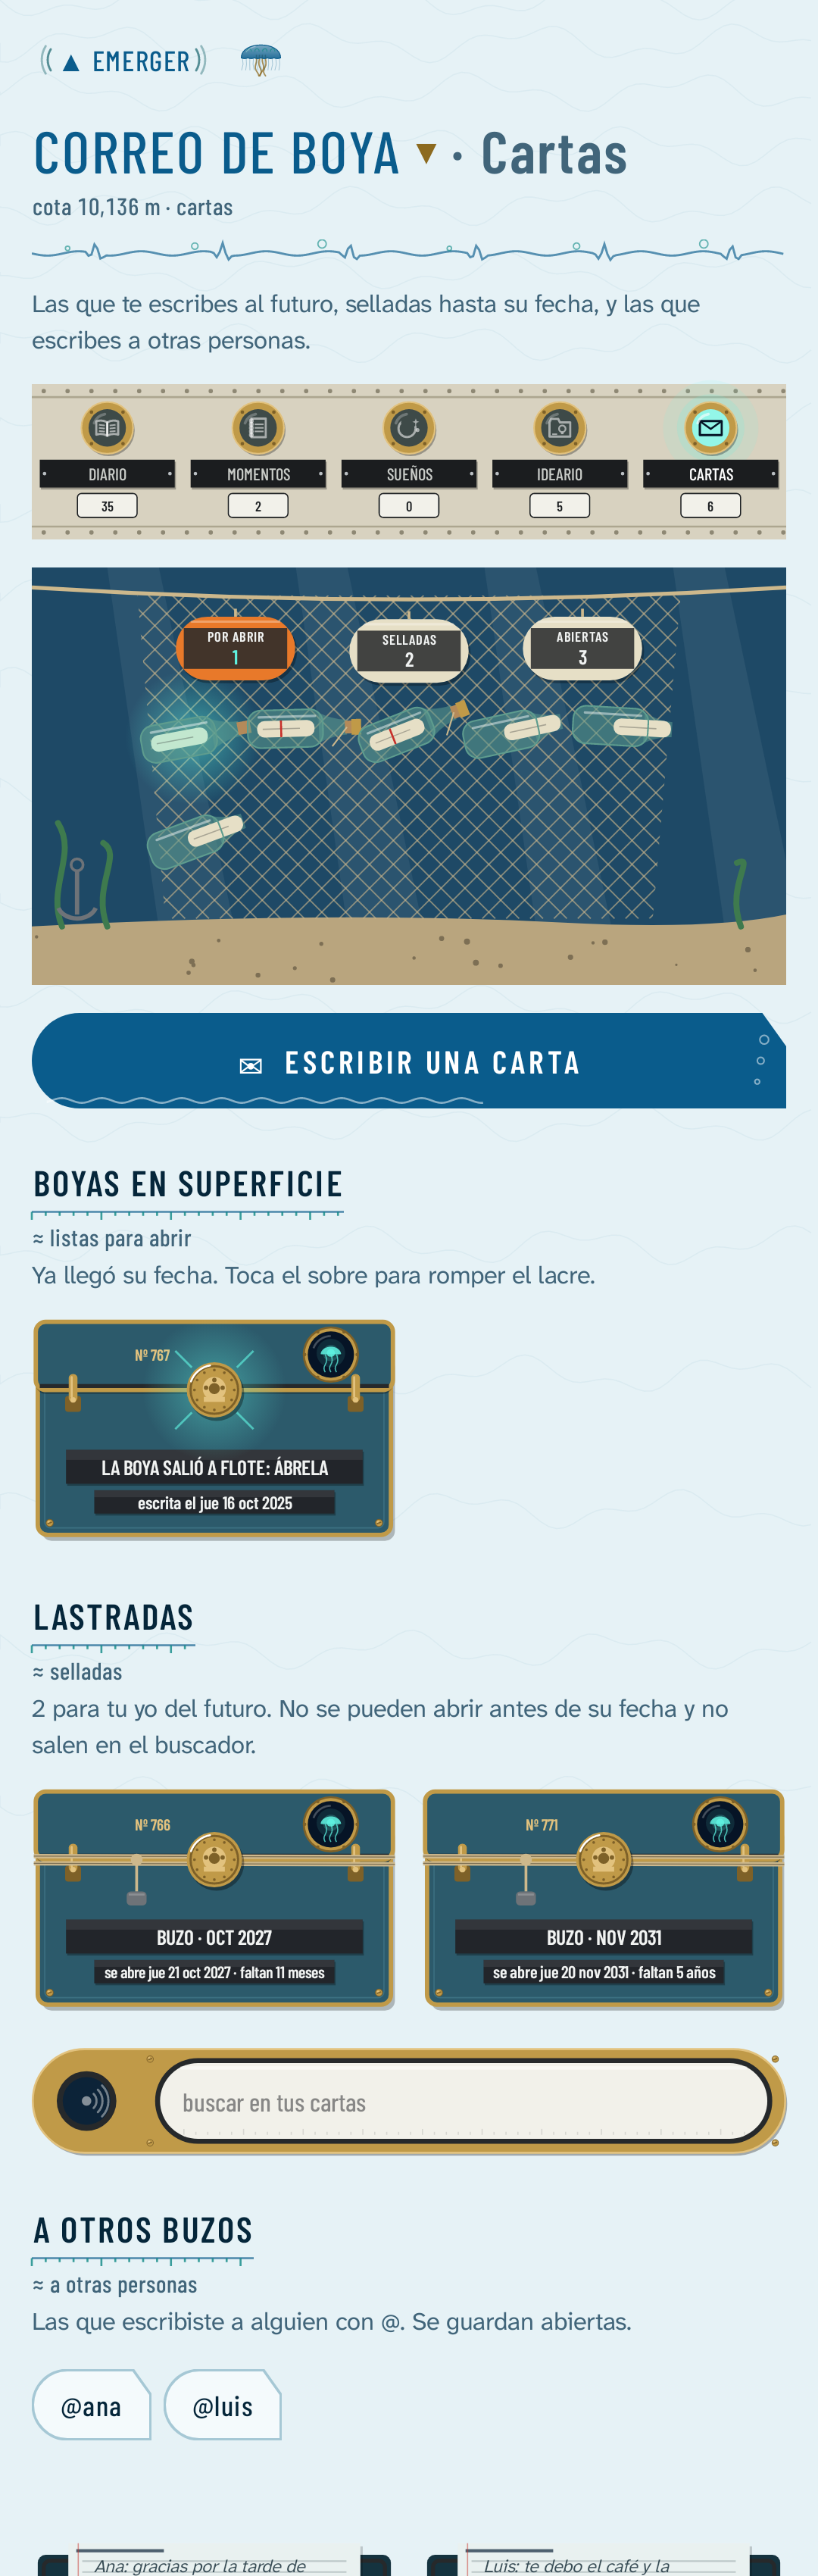 ▲ EMERGER
CORREO DE BOYA ▼ · Cartas
cota 10,136 m · cartas
Las que te escribes al futuro, selladas hasta su fecha, y las que
escribes a otras personas.
DIARIO
35
MOMENTOS
2
SUEÑOS
0
IDEARIO
5
CARTAS
6
POR ABRIR
1
SELLADAS
2
ABIERTAS
3
✉ ESCRIBIR UNA CARTA
BOYAS EN SUPERFICIE
≈ listas para abrir
Ya llegó su fecha. Toca el sobre para romper el lacre.
Nº 767
LA BOYA SALIÓ A FLOTE: ÁBRELA
escrita el jue 16 oct 2025
LASTRADAS
≈ selladas
2 para tu yo del futuro. No se pueden abrir antes de su fecha y no
salen en el buscador.
Nº 766
BUZO · OCT 2027
se abre jue 21 oct 2027 · faltan 11 meses
Nº 771
BUZO · NOV 2031
se abre jue 20 nov 2031 · faltan 5 años
buscar en tus cartas
A OTROS BUZOS
≈ a otras personas
Las que escribiste a alguien con @. Se guardan abiertas.
@ana
@luis
Ana: gracias por la tarde de
Luis: te debo el café y la